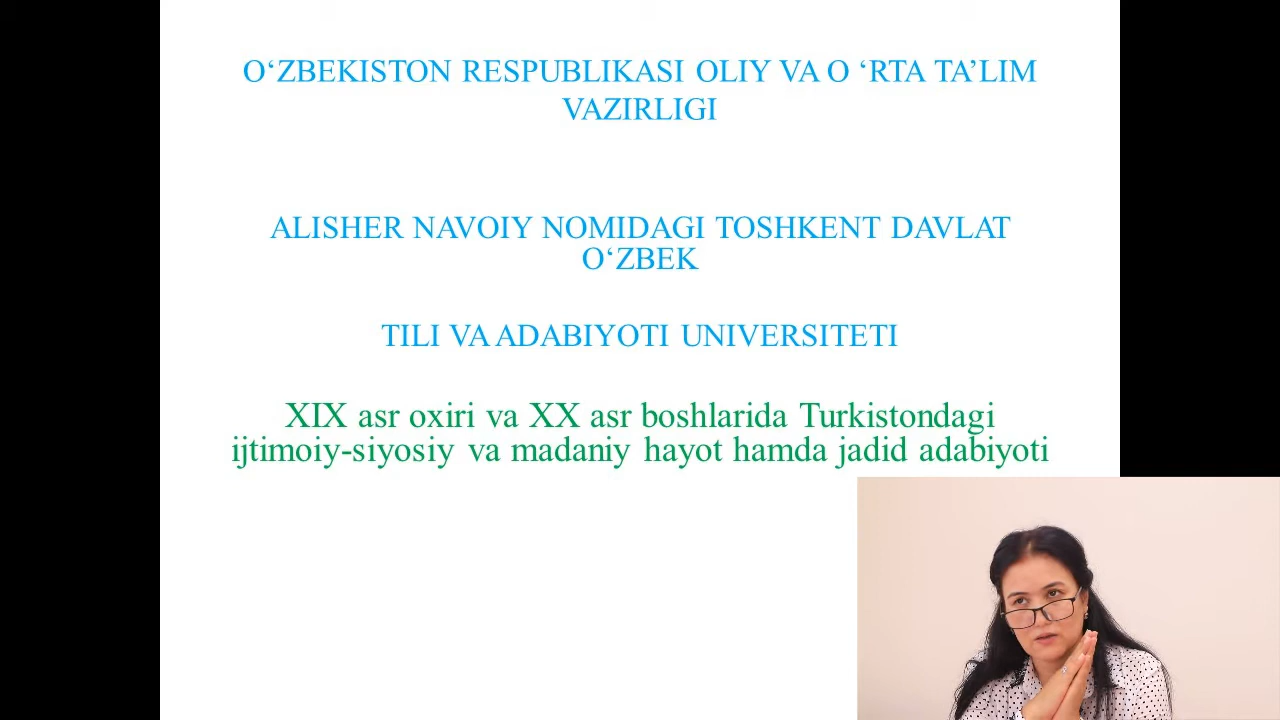 O‘ZBEKISTON RESPUBLIKASI OLIY VA O ‘RTA TA’LIM
VAZIRLIGI
ALISHER NAVOIY NOMIDAGI TOSHKENT DAVLAT
O‘ZBEK
TILI VA ADABIYOTI UNIVERSITETI
XIX asr oxiri va XX asr boshlarida Turkistondagi
ijtimoiy-siyosiy va madaniy hayot hamda jadid adabiyoti